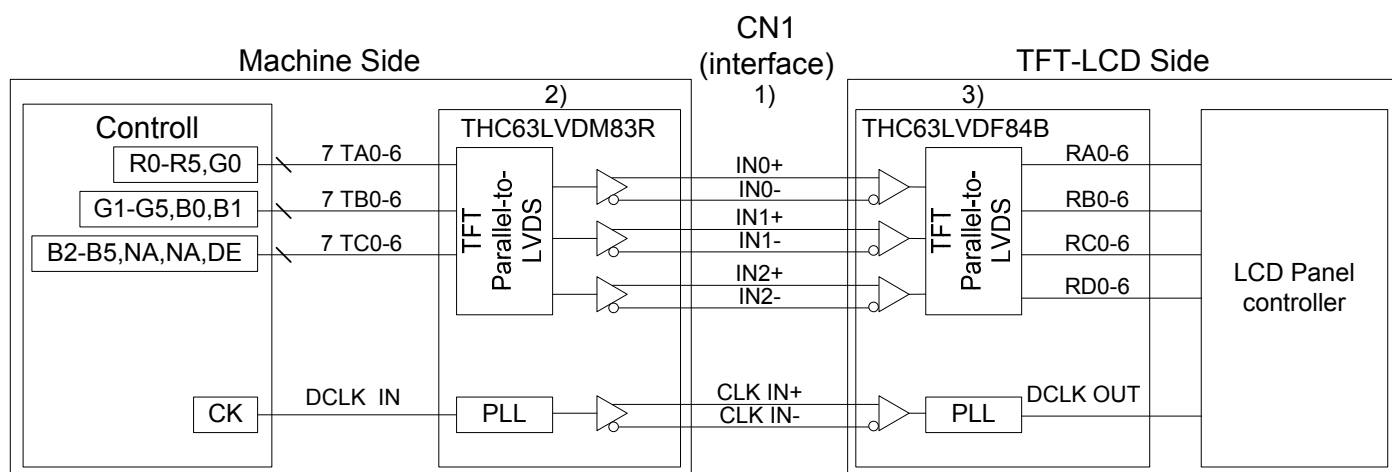 CN1
(interface)
1)
Machine Side
TFT-LCD Side
Controll
R0-R5,G0
G1-G5,B0,B1
B2-B5,NA,NA,DE
CK
7 TA0-6
7 TB0-6
7 TC0-6
DCLK IN
2)
THC63LVDM83R
TFT
Parallel-to-
LVDS
PLL
IN0+
IN0-
IN1+
IN1-
IN2+
IN2-
CLK IN+
CLK IN-
3)
THC63LVDF84B
TFT
Parallel-to-
LVDS
PLL
RA0-6
RB0-6
RC0-6
RD0-6
DCLK OUT
LCD Panel
controller